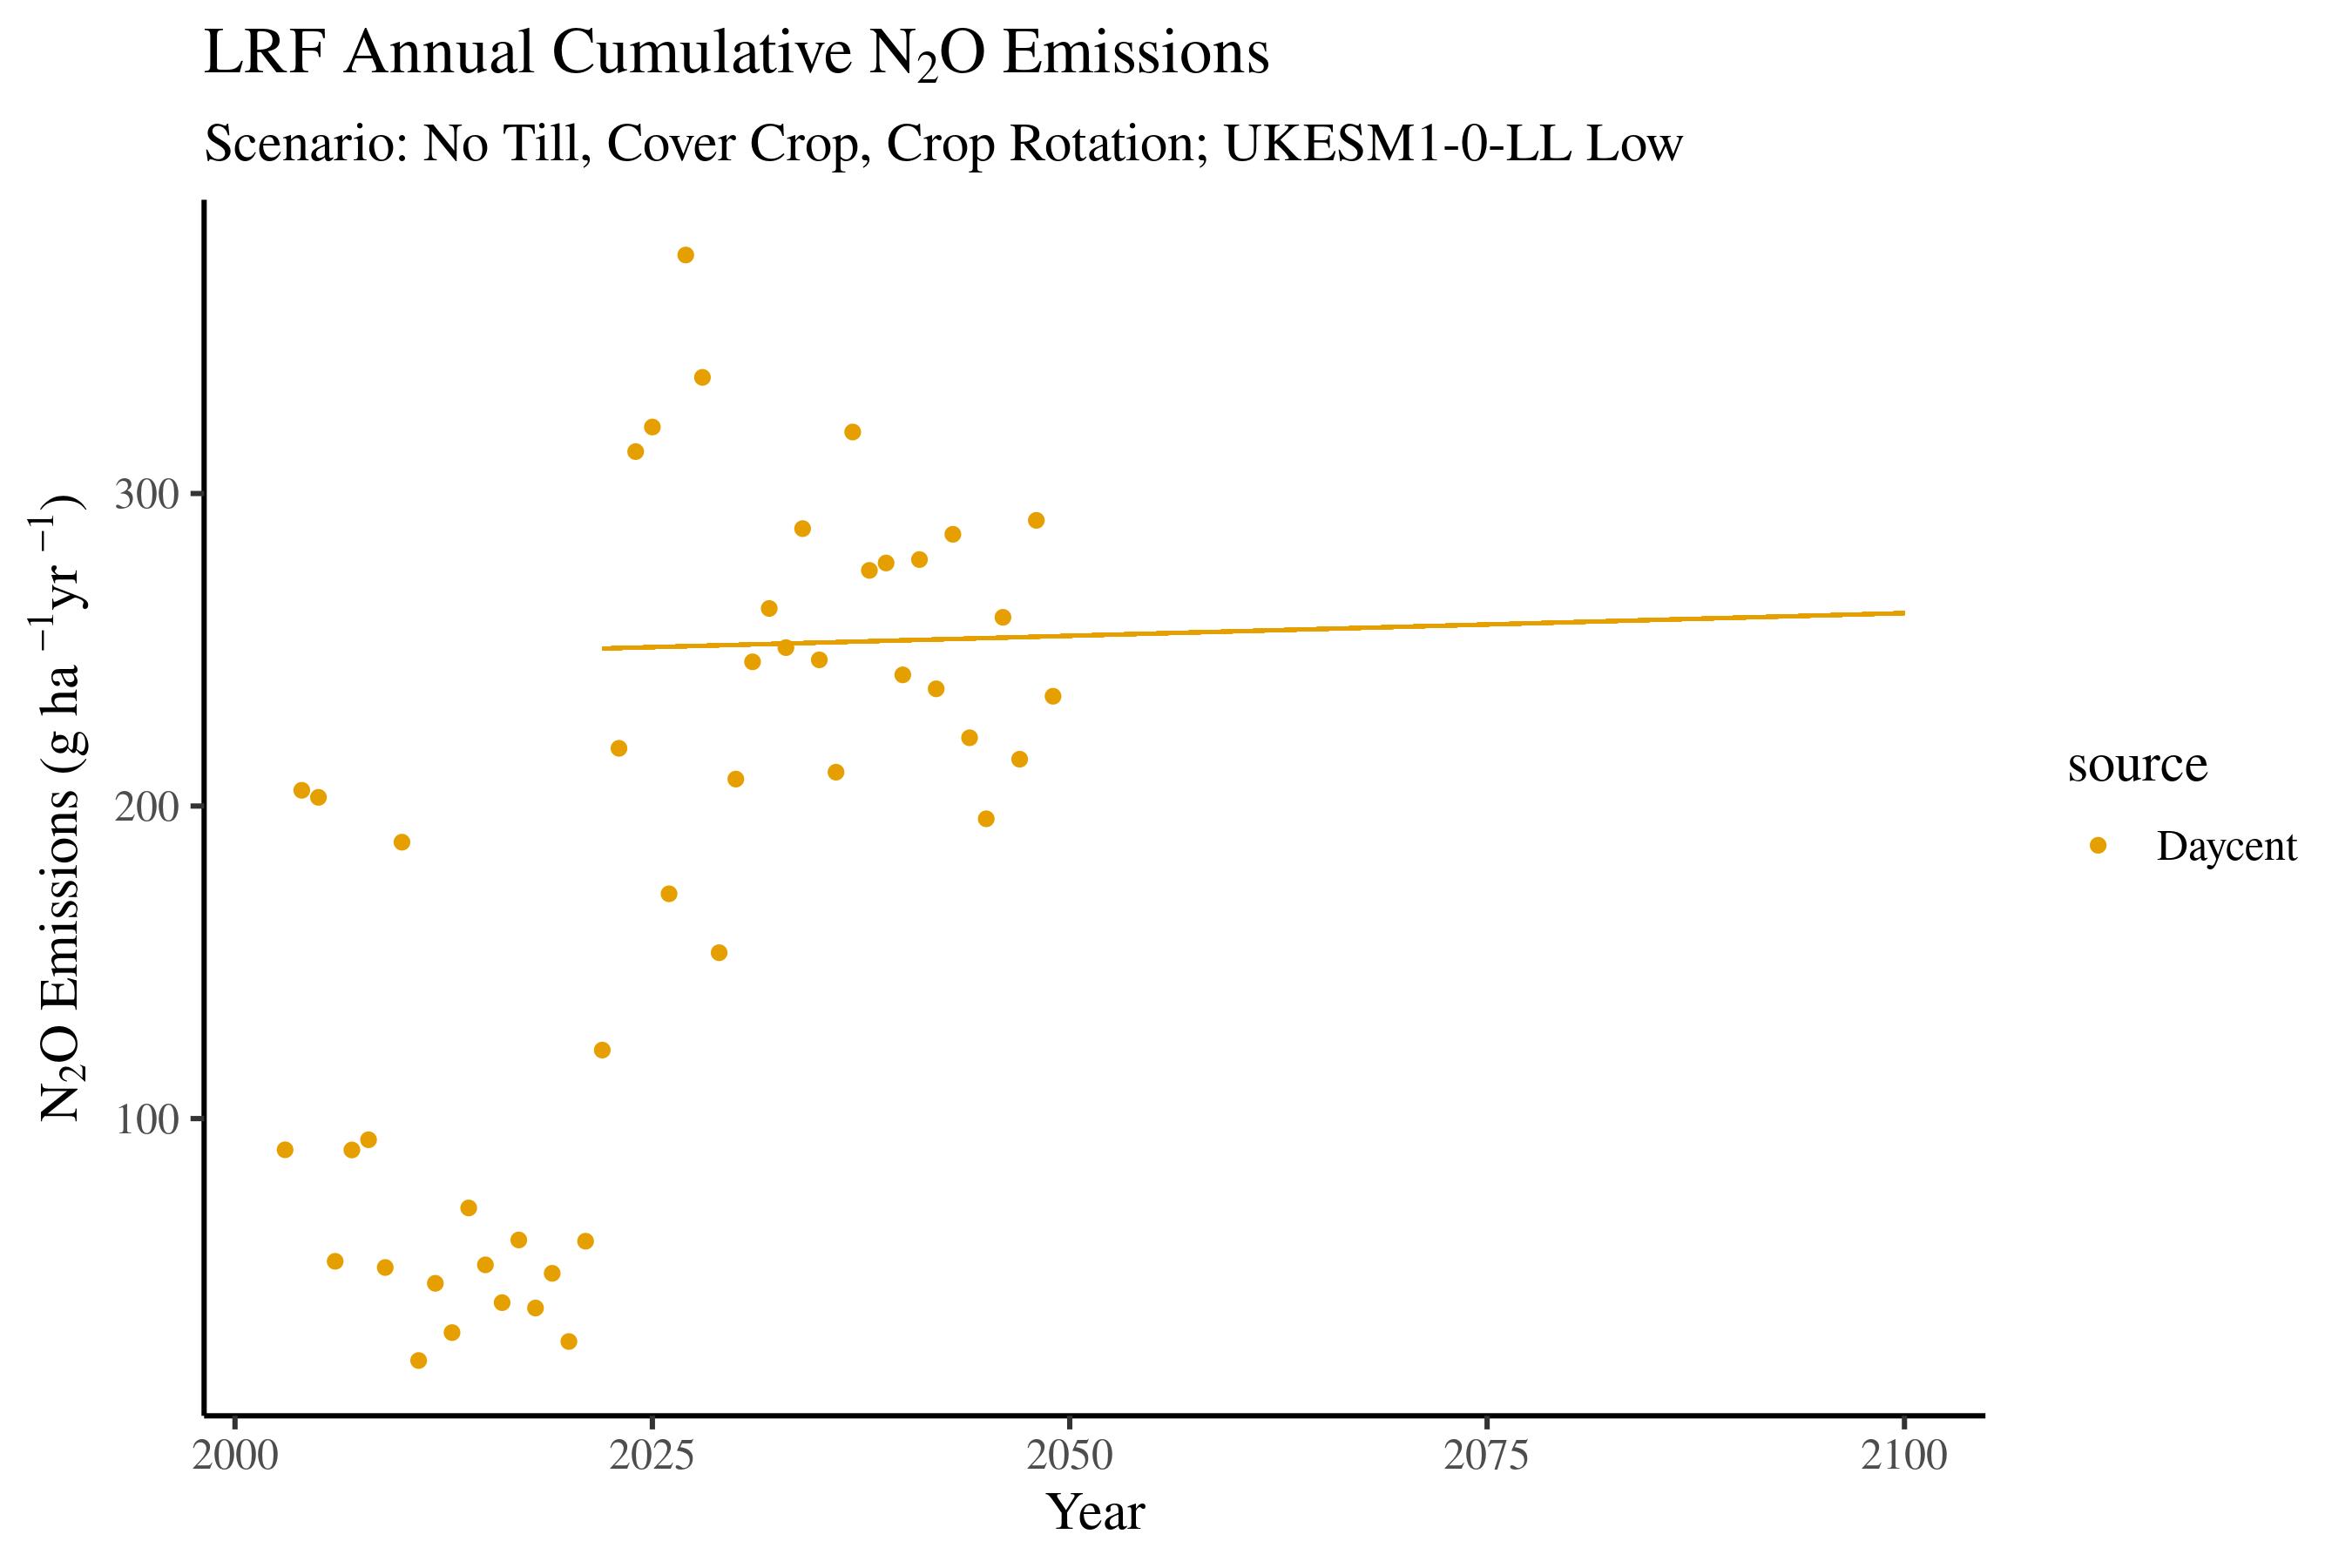 LRF Annual Cumulative N₂O Emissions
Scenario: No Till, Cover Crop, Crop Rotation; UKESM1-0-LL Low
N₂O Emissions (g ha⁻¹yr⁻¹)
300
200
100
2000 2025 2050 2075 2100
Year
source
Daycent